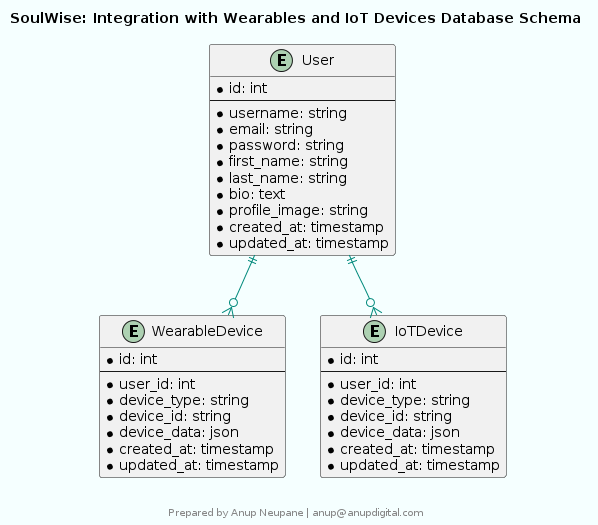 SoulWise: Integration with Wearables and IoT Devices Database Schema
E User
id: int
username: string
email: string
password: string
first_name: string
last_name: string
bio: text
profile_image: string
created_at: timestamp
updated_at: timestamp
E WearableDevice
id: int
user_id: int
device_type: string
device_id: string
device_data: json
created_at: timestamp
updated_at: timestamp
E IoTDevice
id: int
user_id: int
device_type: string
device_id: string
device_data: json
created_at: timestamp
updated_at: timestamp
Prepared by Anup Neupane | anup@anupdigital.com